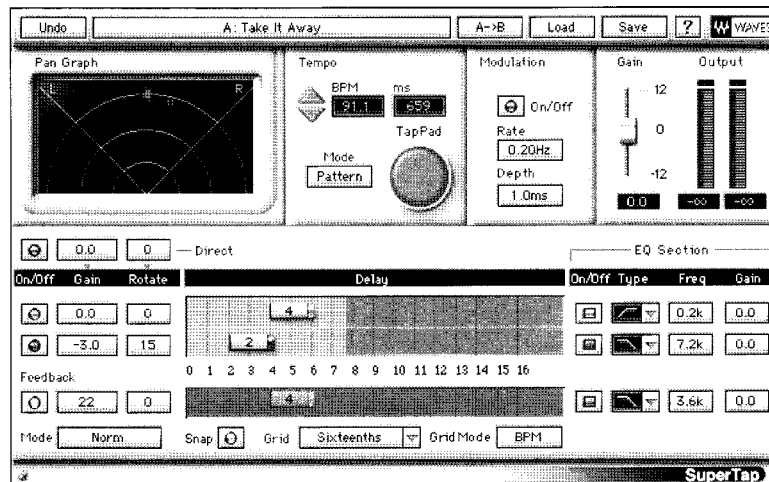 Undo A: Take It Away A->B Load Save ? WAVES
Pan Graph Tempo Modulation Gain Output
L R BPM ms 12
91.1 659 On/Off 0
TapPad Rate
Mode 0.20Hz
Pattern Depth -12
1.0ms 0.0 -∞ -∞
0.0 0 Direct EQ Section
On/Off Gain Rotate Delay On/Off Type Freq Gain
0.0 0 4 0.2k 0.0
-3.0 15 2 7.2k 0.0
0 1 2 3 4 5 6 7 8 9 10 11 12 13 14 15 16
Feedback
22 0 4 3.6k 0.0
Mode Norm Snap Grid Sixteenths Grid Mode BPM
SuperTap